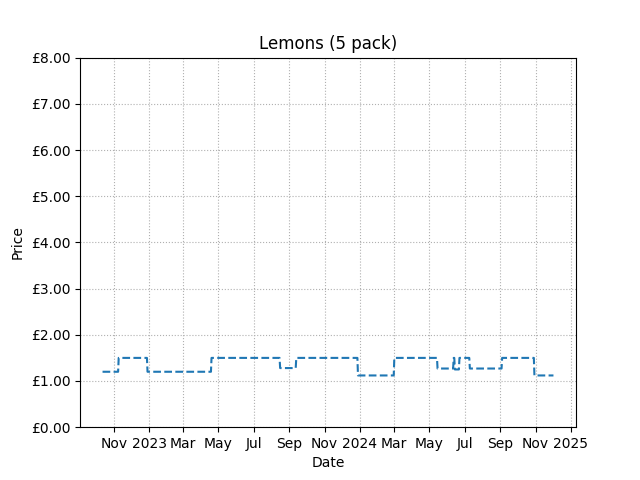 Lemons (5 pack)
£8.00
£7.00
£6.00
£5.00
£4.00
£3.00
£2.00
£1.00
£0.00
Price
Nov 2023 Mar May Jul Sep Nov 2024 Mar May Jul Sep Nov 2025
Date